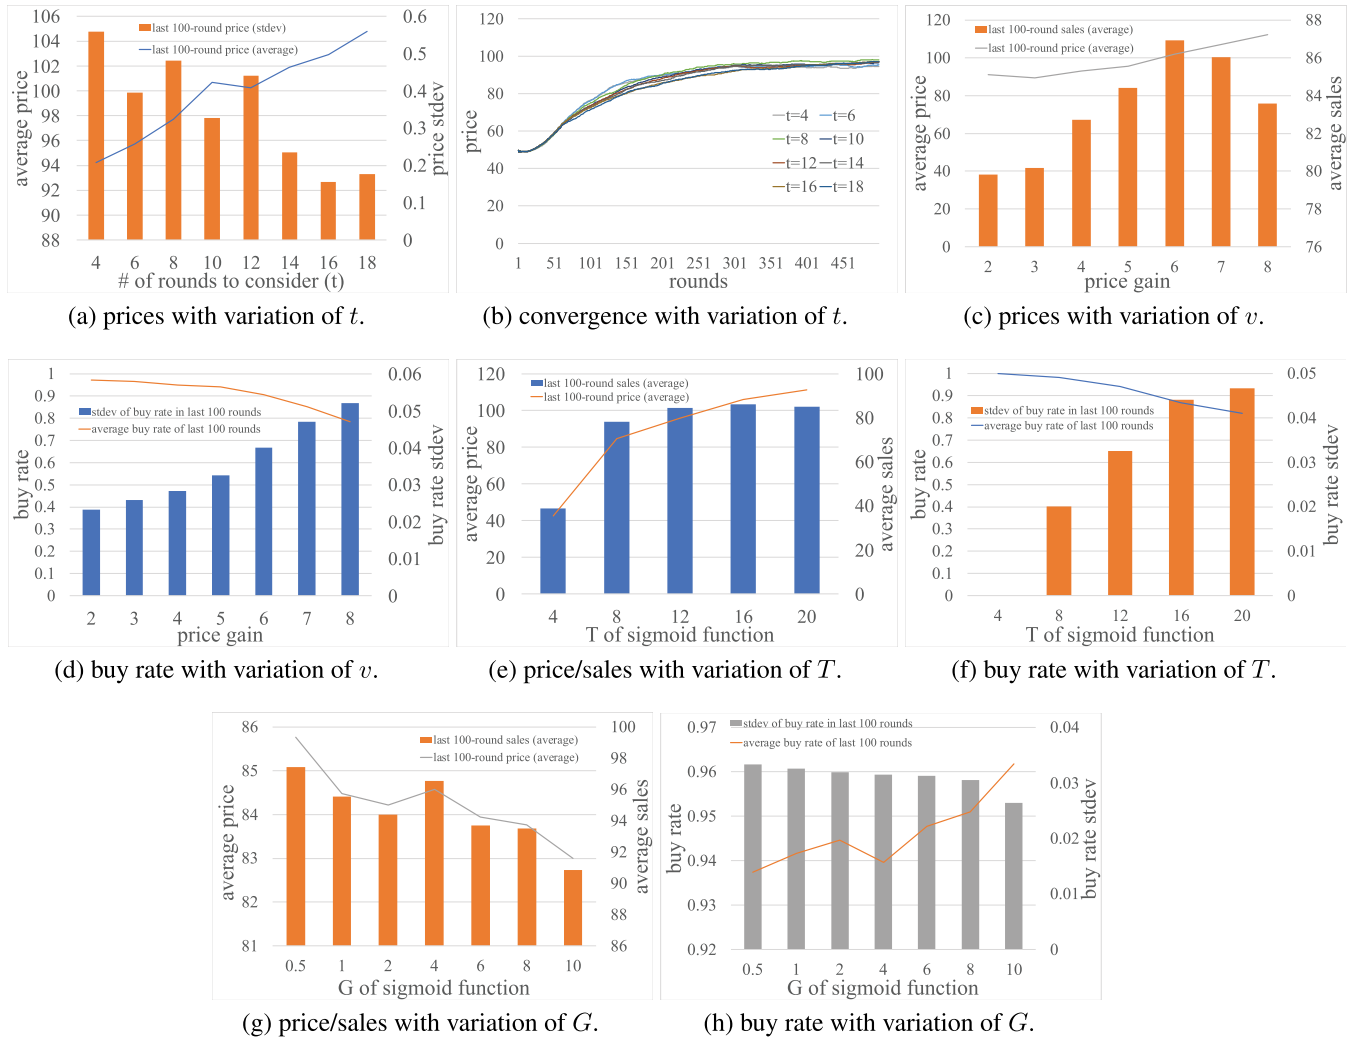 106
104
102
100
98
96
94
92
90
88
average price
last 100-round price (stdev)
last 100-round price (average)
0.6
0.5
0.4
0.3
0.2
0.1
0
price stdev
4 6 8 10 12 14 16 18
# of rounds to consider (t)
(a) prices with variation of t.
120
100
80
60
40
20
0
price
t=4 t=6
t=8 t=10
t=12 t=14
t=16 t=18
1 51 101 151 201 251 301 351 401 451
rounds
(b) convergence with variation of t.
120
100
80
60
40
20
0
average price
last 100-round sales (average)
last 100-round price (average)
88
86
84
82
80
78
76
average sales
2 3 4 5 6 7 8
price gain
(c) prices with variation of v.
1
0.9
0.8
0.7
0.6
0.5
0.4
0.3
0.2
0.1
0
buy rate
stdev of buy rate in last 100 rounds
average buy rate of last 100 rounds
0.06
0.05
0.04
0.03
0.02
0.01
0
buy rate stdev
2 3 4 5 6 7 8
price gain
(d) buy rate with variation of v.
120
100
80
60
40
20
0
average price
last 100-round sales (average)
last 100-round price (average)
100
80
60
40
20
0
average sales
4 8 12 16 20
T of sigmoid function
(e) price/sales with variation of T.
1
0.9
0.8
0.7
0.6
0.5
0.4
0.3
0.2
0.1
0
buy rate
stdev of buy rate in last 100 rounds
average buy rate of last 100 rounds
0.05
0.04
0.03
0.02
0.01
0
buy rate stdev
4 8 12 16 20
T of sigmoid function
(f) buy rate with variation of T.
86
85
84
83
82
81
average price
last 100-round sales (average)
last 100-round price (average)
100
98
96
94
92
90
88
86
average sales
0.5 1 2 4 6 8 10
G of sigmoid function
(g) price/sales with variation of G.
0.97
0.96
0.95
0.94
0.93
0.92
buy rate
stdev of buy rate in last 100 rounds
average buy rate of last 100 rounds
0.04
0.03
0.02
0.01
0
buy rate stdev
0.5 1 2 4 6 8 10
G of sigmoid function
(h) buy rate with variation of G.